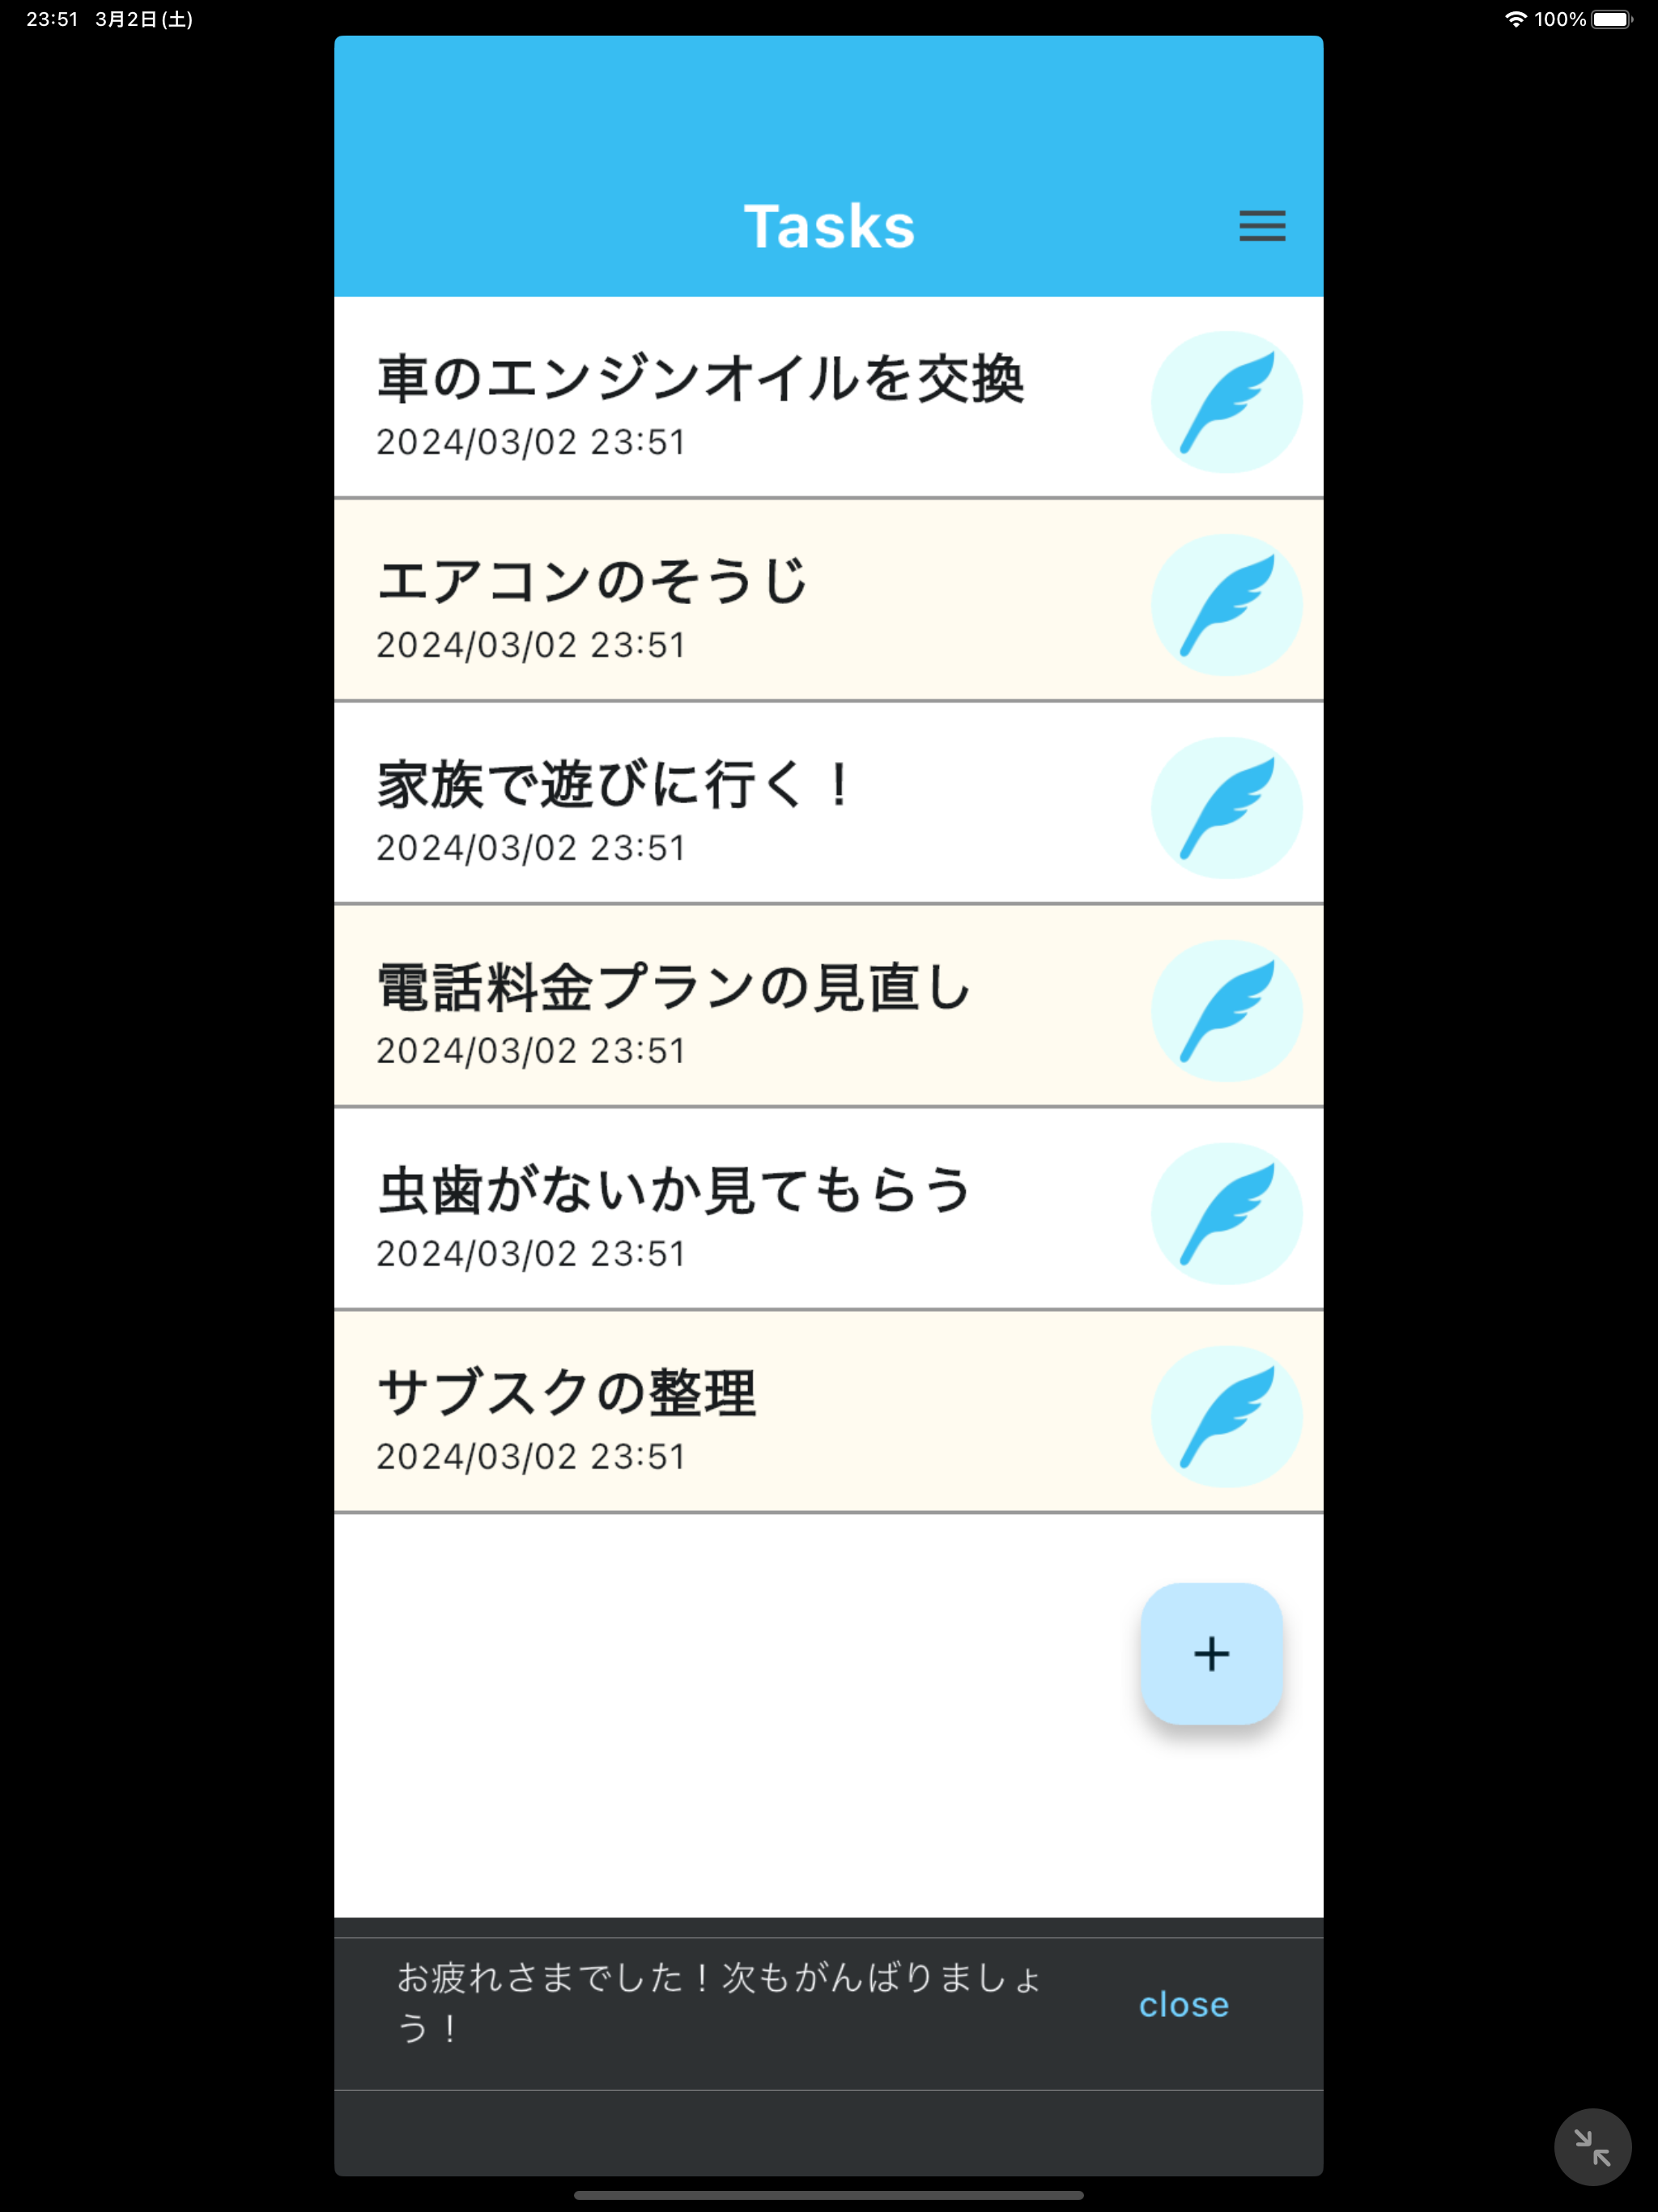 23:51 3月2日(土)
100%
Tasks
車のエンジンオイルを交換
2024/03/02 23:51
エアコンのそうじ
2024/03/02 23:51
家族で遊びに行く！
2024/03/02 23:51
電話料金プランの見直し
2024/03/02 23:51
虫歯がないか見てもらう
2024/03/02 23:51
サブスクの整理
2024/03/02 23:51
+
お疲れさまでした！次もがんばりましょ
う！
close